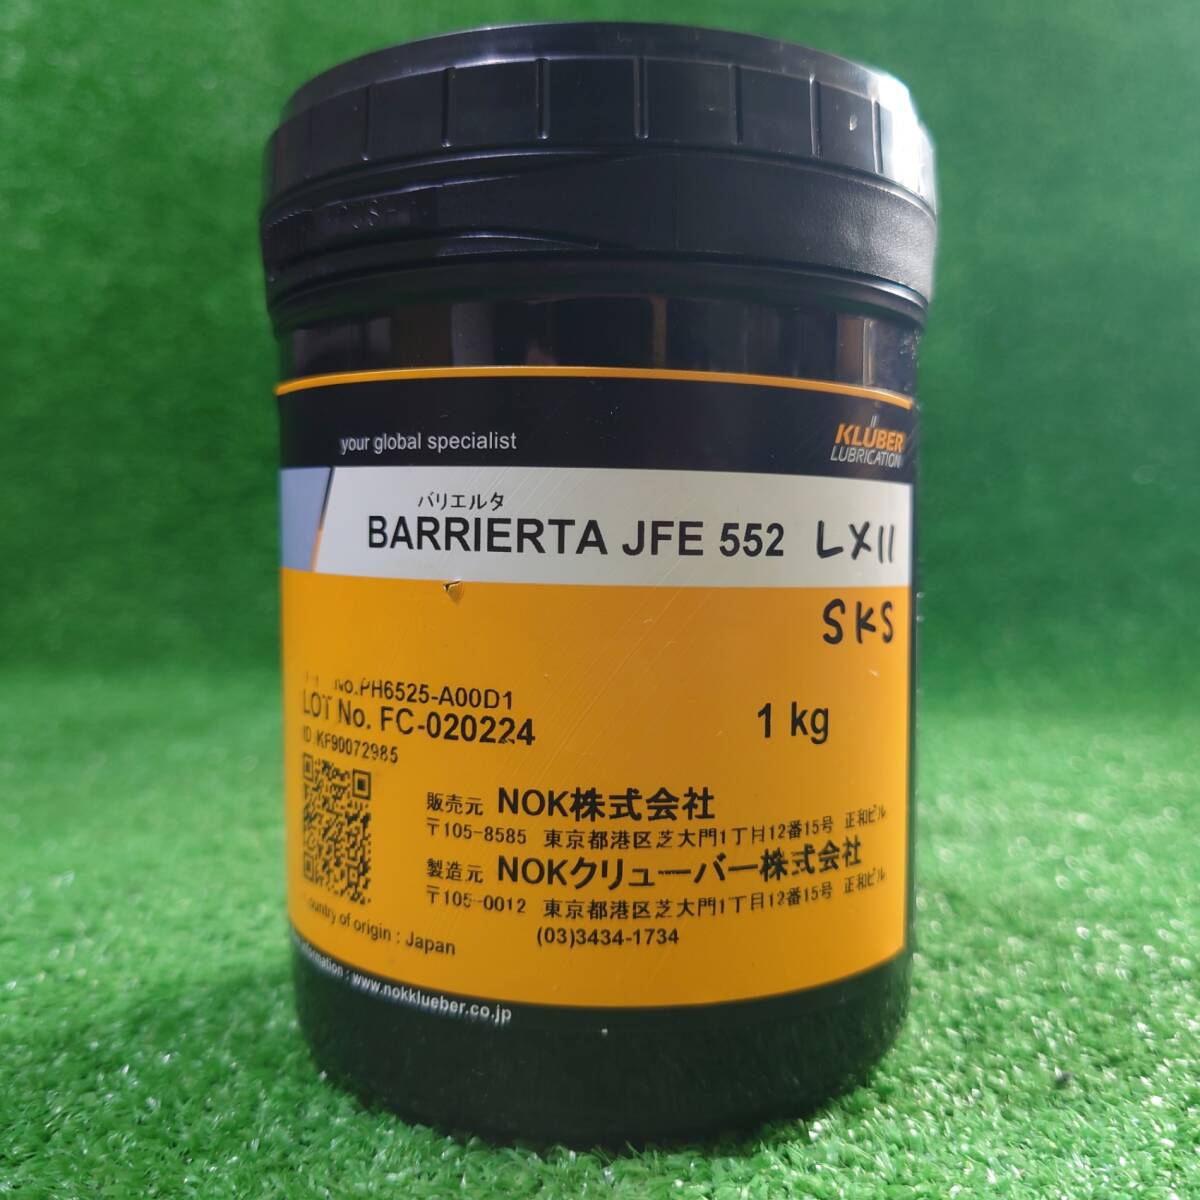 your global specialist
KLÜBER
LUBRICATION
バリエルタ
BARRIERTA JFE 552 LX11
SKS
No.PH6525-A00D1
LOT No. FC-020224
1 kg
ID:KF90072985
販売元 NOK株式会社
〒105-8585 東京都港区芝大門1丁目12番15号 正和ビル
製造元 NOKクリューバー株式会社
〒105-0012 東京都港区芝大門1丁目12番15号 正和ビル
(03)3434-1734
ountry of origin : Japan
information : www.nokklueber.co.jp